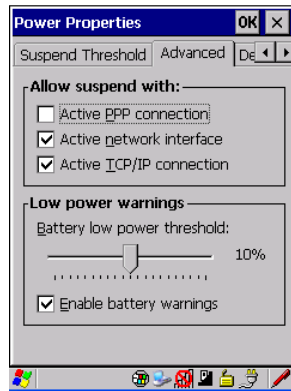 Power Properties OK ×
Suspend Threshold Advanced De
Allow suspend with:
Active PPP connection
Active network interface
Active TCP/IP connection
Low power warnings
Battery low power threshold:
10%
Enable battery warnings